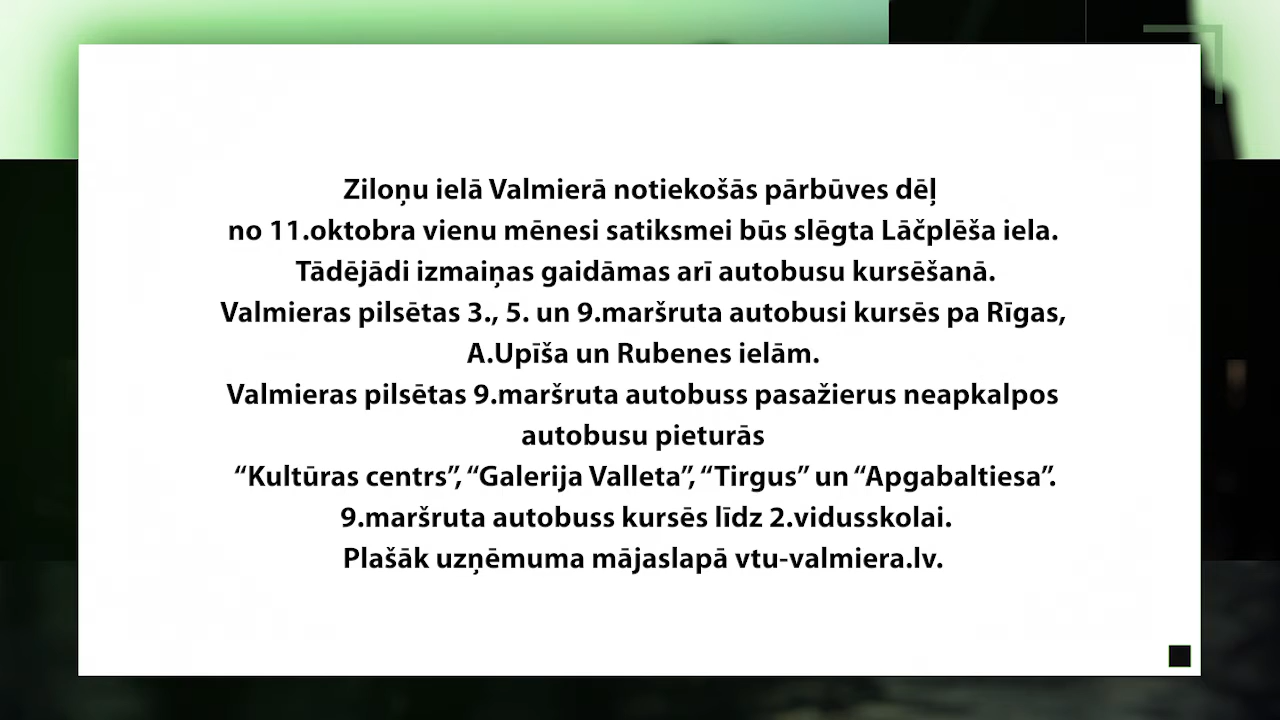 Ziloņu ielā Valmierā notiekošās pārbūves dēļ
no 11.oktobra vienu mēnesi satiksmei būs slēgta Lāčplēša iela.
Tādējādi izmaiņas gaidāmas arī autobusu kursēšanā.
Valmieras pilsētas 3., 5. un 9.maršruta autobusi kursēs pa Rīgas,
A.Upīša un Rubenes ielām.
Valmieras pilsētas 9.maršruta autobuss pasažierus neapkalpos
autobusu pieturās
“Kultūras centrs”, “Galerija Valleta”, “Tirgus” un “Apgabaltiesa”.
9.maršruta autobuss kursēs līdz 2.vidusskolai.
Plašāk uzņēmuma mājaslapā vtu-valmiera.lv.